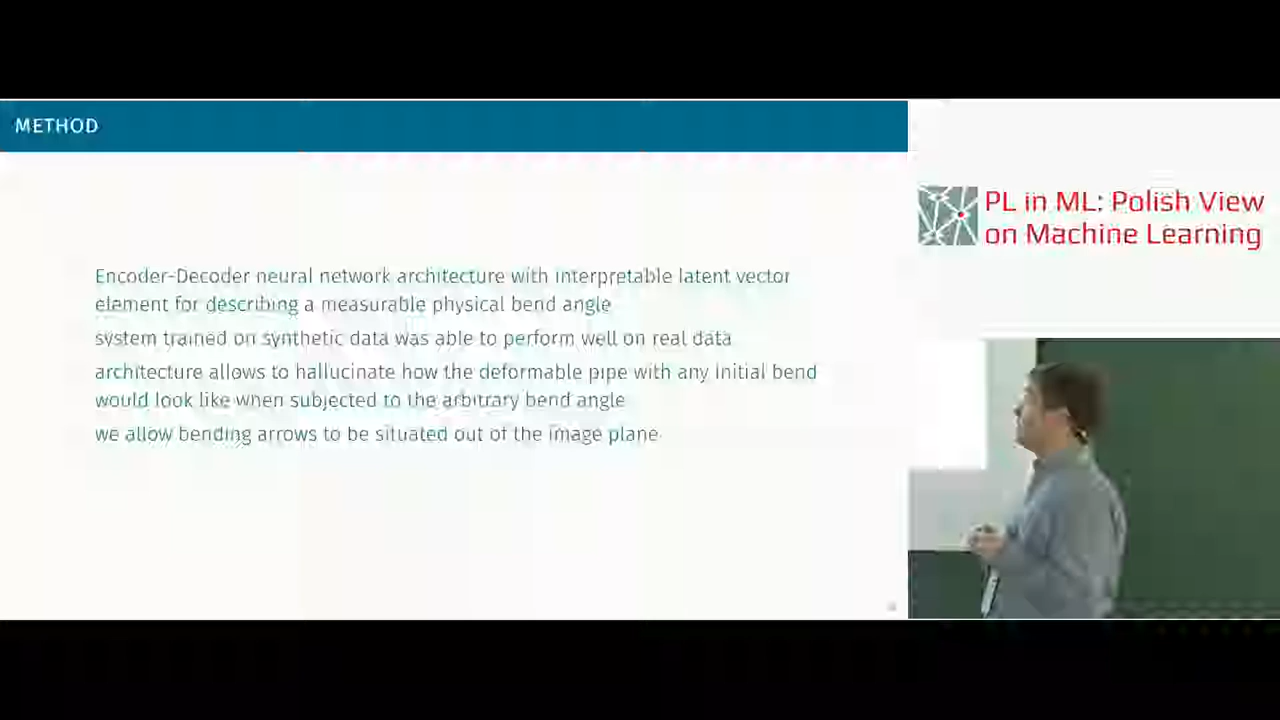 METHOD
Encoder-Decoder neural network architecture with interpretable latent vector
element for describing a measurable physical bend angle
system trained on synthetic data was able to perform well on real data
architecture allows to hallucinate how the deformable pipe with any initial bend
would look like when subjected to the arbitrary bend angle
we allow bending arrows to be situated out of the image plane
PL in ML: Polish View
on Machine Learning